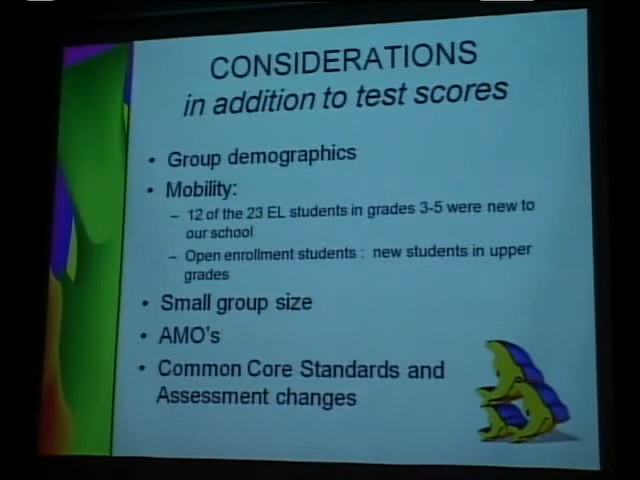 CONSIDERATIONS
in addition to test scores
• Group demographics
• Mobility:
– 12 of the 23 EL students in grades 3-5 were new to
our school
– Open enrollment students : new students in upper
grades
• Small group size
• AMO's
• Common Core Standards and
Assessment changes